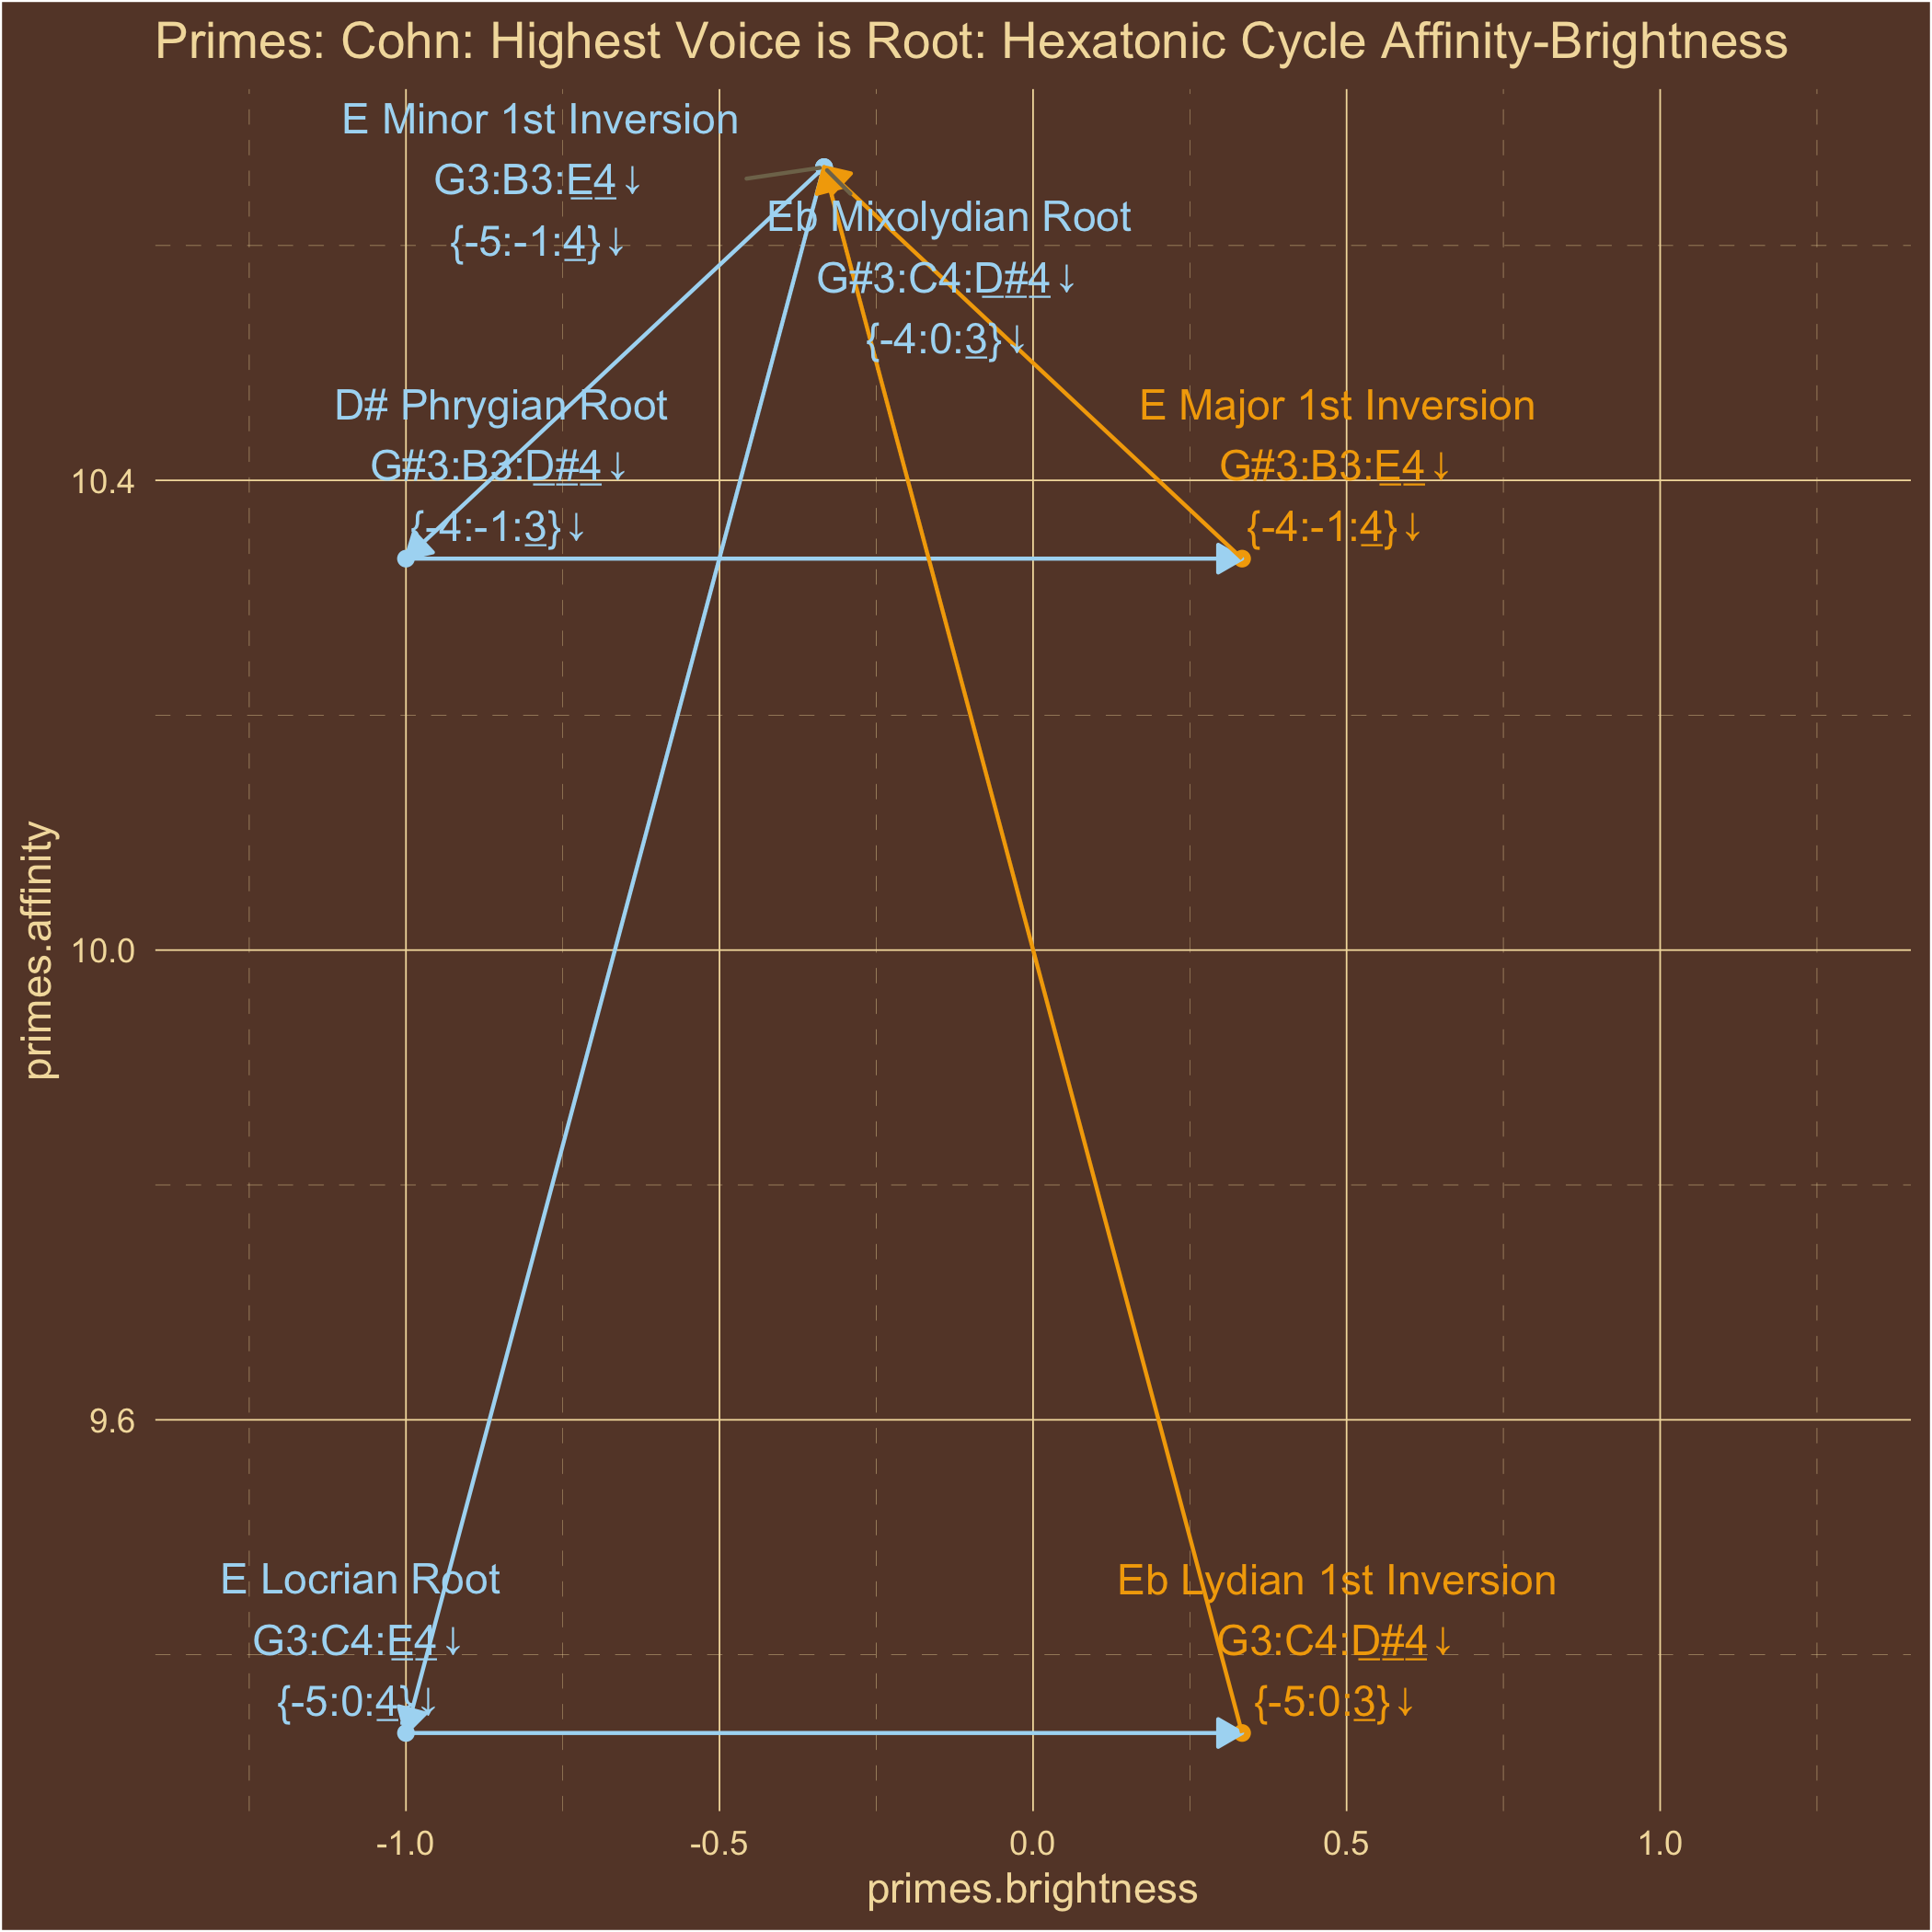 Primes: Cohn: Highest Voice is Root: Hexatonic Cycle Affinity-Brightness
E Minor 1st Inversion
G3:B3:E4↓
{-5:-1:4}↓
Eb Mixolydian Root
G#3:C4:D#4↓
{-4:0:3}↓
D# Phrygian Root
G#3:B3:D#4↓
{-4:-1:3}↓
E Major 1st Inversion
G#3:B3:E4↓
{-4:-1:4}↓
10.4
10.0
9.6
primes.affinity
E Locrian Root
G3:C4:E4↓
{-5:0:4}↓
Eb Lydian 1st Inversion
G3:C4:D#4↓
{-5:0:3}↓
-1.0
-0.5
0.0
0.5
1.0
primes.brightness